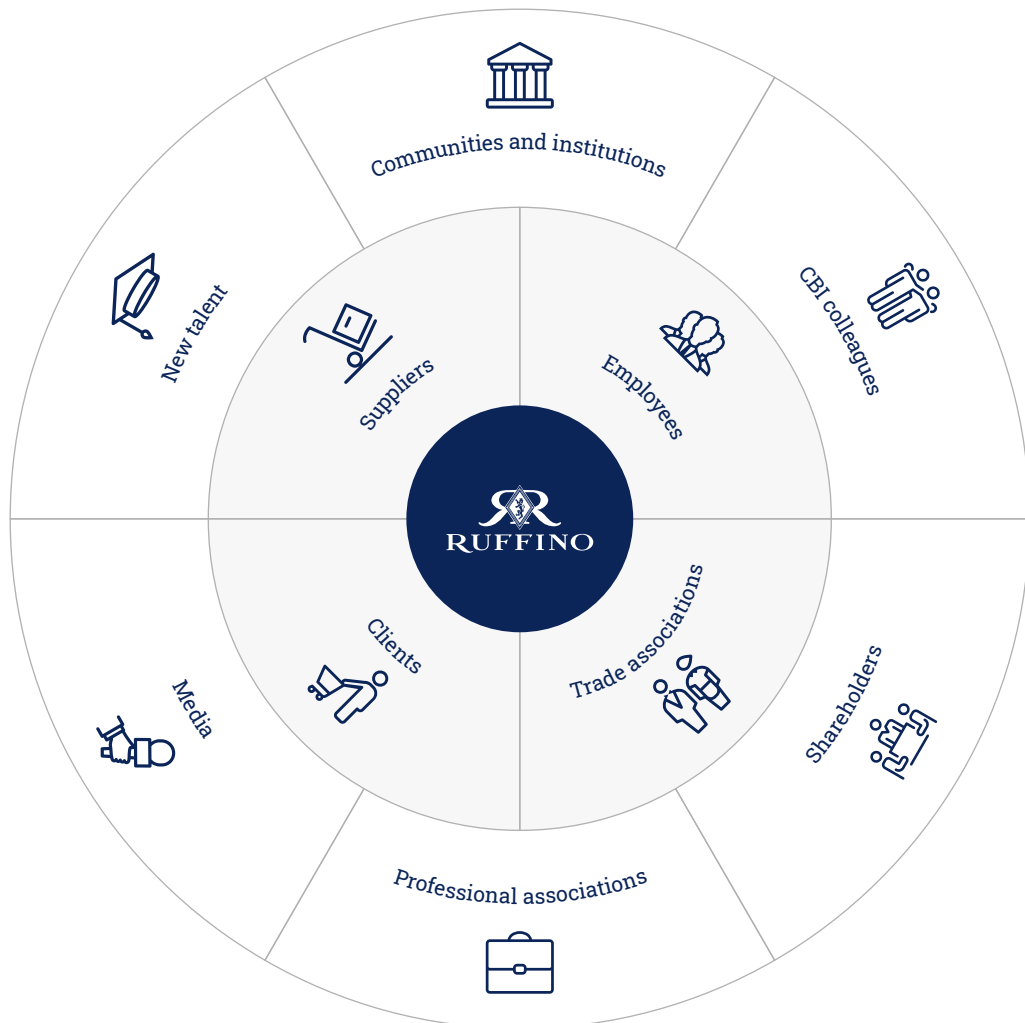 Communities and institutions
New talent
CBI colleagues
Suppliers
Employees
RUFFINO
Clients
Trade associations
Media
Shareholders
Professional associations